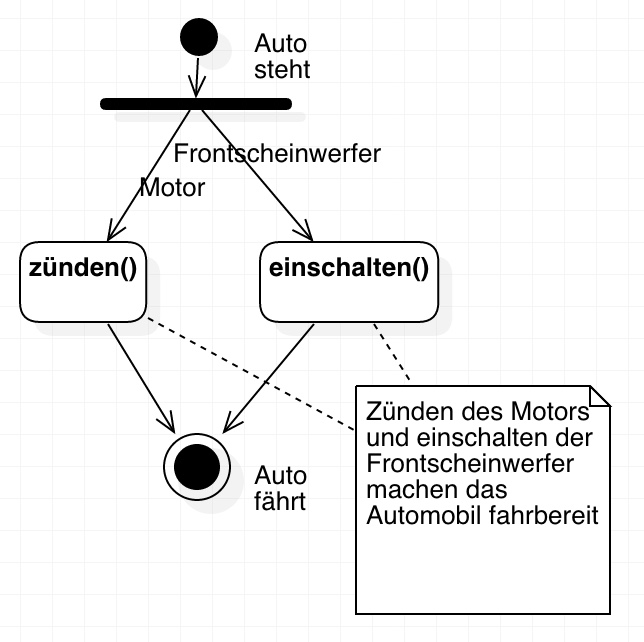 Auto
steht
Frontscheinwerfer
Motor
zünden()
einschalten()
Zünden des Motors
und einschalten der
Frontscheinwerfer
machen das
Automobil fahrbereit
Auto
fährt